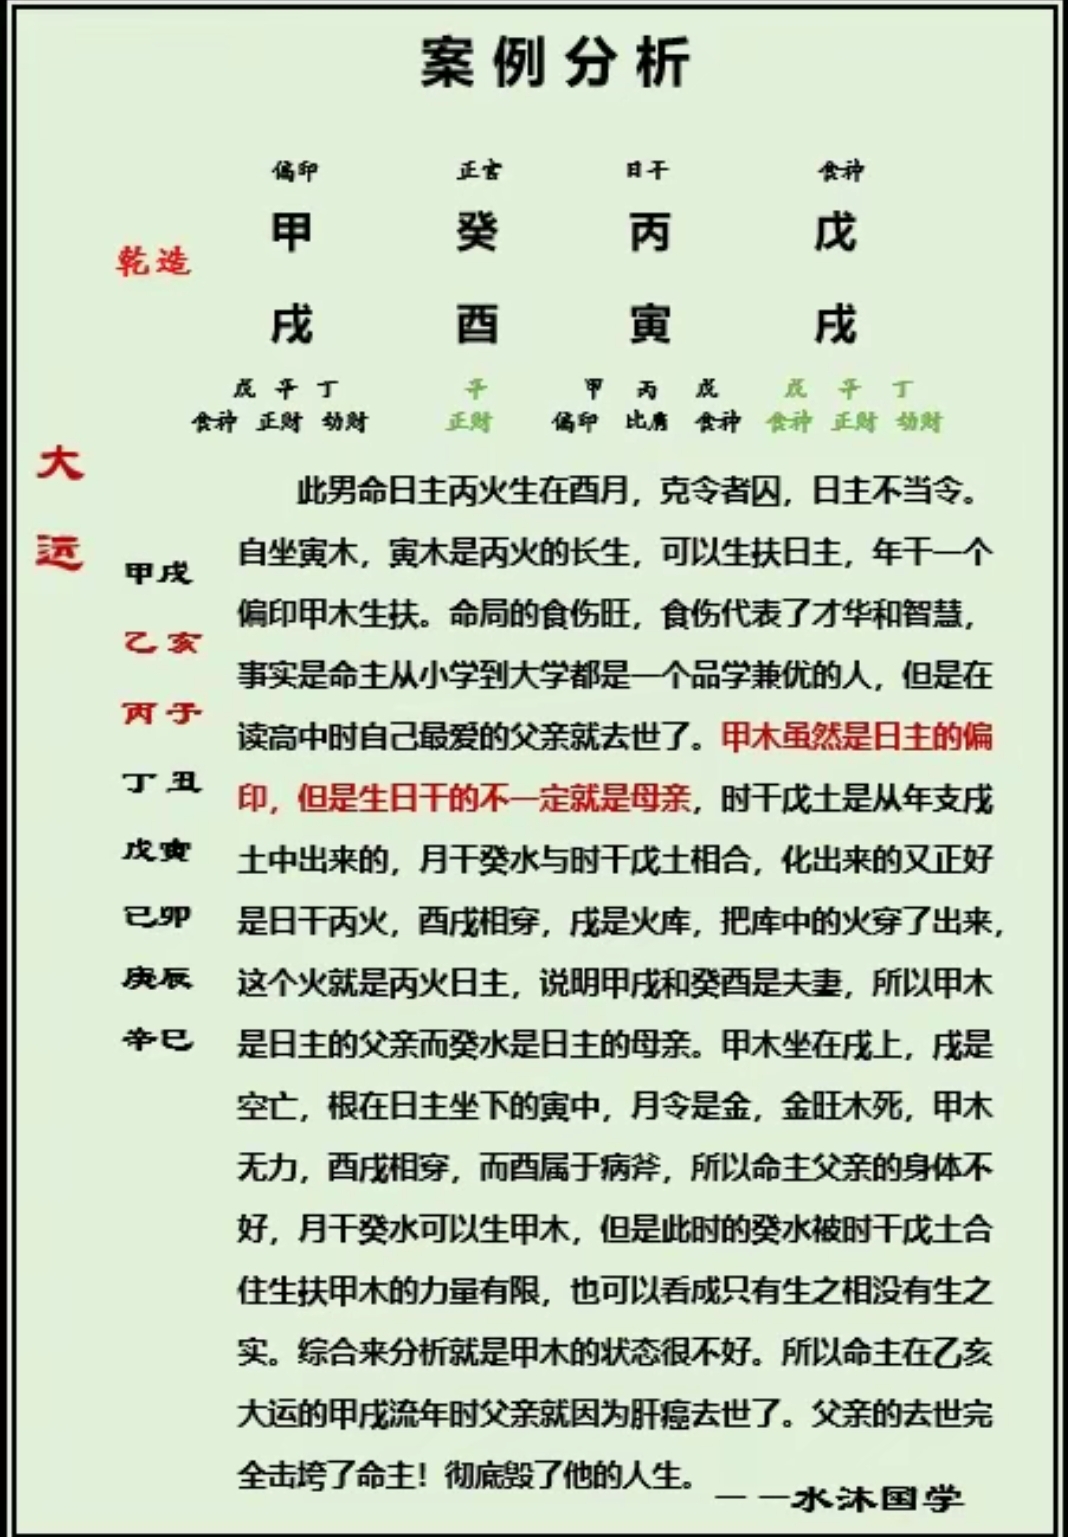 案例分析
偏印 正官 日干 食神
甲 癸 丙 戊
乾造
戌 酉 寅 戌
戊 辛 丁 辛 甲 丙 戊 戊 辛 丁
食神 正财 劫财 正财 偏印 比肩 食神 食神 正财 劫财
大
运
甲戌
乙亥
丙子
丁丑
戊寅
己卯
庚辰
辛巳
此男命日主丙火生在酉月，克令者囚，日主不当令。
自坐寅木，寅木是丙火的长生，可以生扶日主，年干一个
偏印甲木生扶。命局的食伤旺，食伤代表了才华和智慧，
事实是命主从小学到大学都是一个品学兼优的人，但是在
读高中时自己最爱的父亲就去世了。甲木虽然是日主的偏
印，但是生日干的不一定就是母亲，时干戊土是从年支戌
土中出来的，月干癸水与时干戊土相合，化出来的又正好
是日干丙火，酉戌相穿，戌是火库，把库中的火穿了出来，
这个火就是丙火日主，说明甲戌和癸酉是夫妻，所以甲木
是日主的父亲而癸水是日主的母亲。甲木坐在戌上，戌是
空亡，根在日主坐下的寅中，月令是金，金旺木死，甲木
无力，酉戌相穿，而酉属于病斧，所以命主父亲的身体不
好，月干癸水可以生甲木，但是此时的癸水被时干戊土合
住生扶甲木的力量有限，也可以看成只有生之相没有生之
实。综合来分析就是甲木的状态很不好。所以命主在乙亥
大运的甲戌流年时父亲就因为肝癌去世了。父亲的去世完
全击垮了命主！彻底毁了他的人生。
——水沐国学